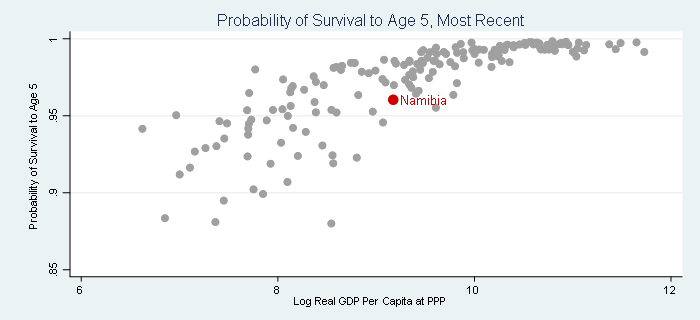 Probability of Survival to Age 5, Most Recent
Probability of Survival to Age 5
1
.95
.9
.85
Namibia
6 8 10 12
Log Real GDP Per Capita at PPP